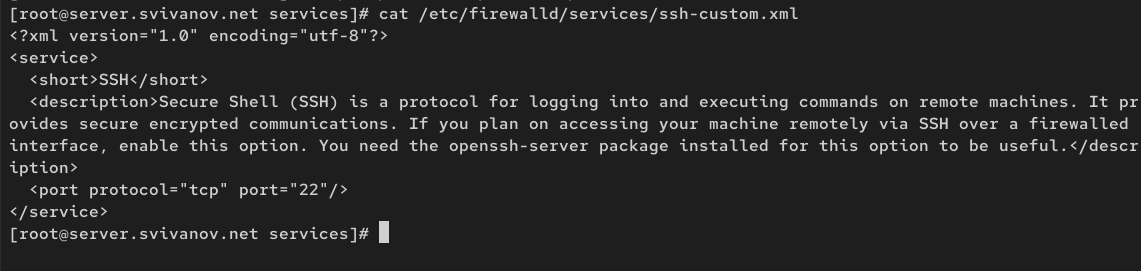 [root@server.svivanov.net services]# cat /etc/firewalld/services/ssh-custom.xml
<?xml version="1.0" encoding="utf-8"?>
<service>
  <short>SSH</short>
  <description>Secure Shell (SSH) is a protocol for logging into and executing commands on remote machines. It pr
ovides secure encrypted communications. If you plan on accessing your machine remotely via SSH over a firewalled
interface, enable this option. You need the openssh-server package installed for this option to be useful.</descr
iption>
  <port protocol="tcp" port="22"/>
</service>
[root@server.svivanov.net services]#